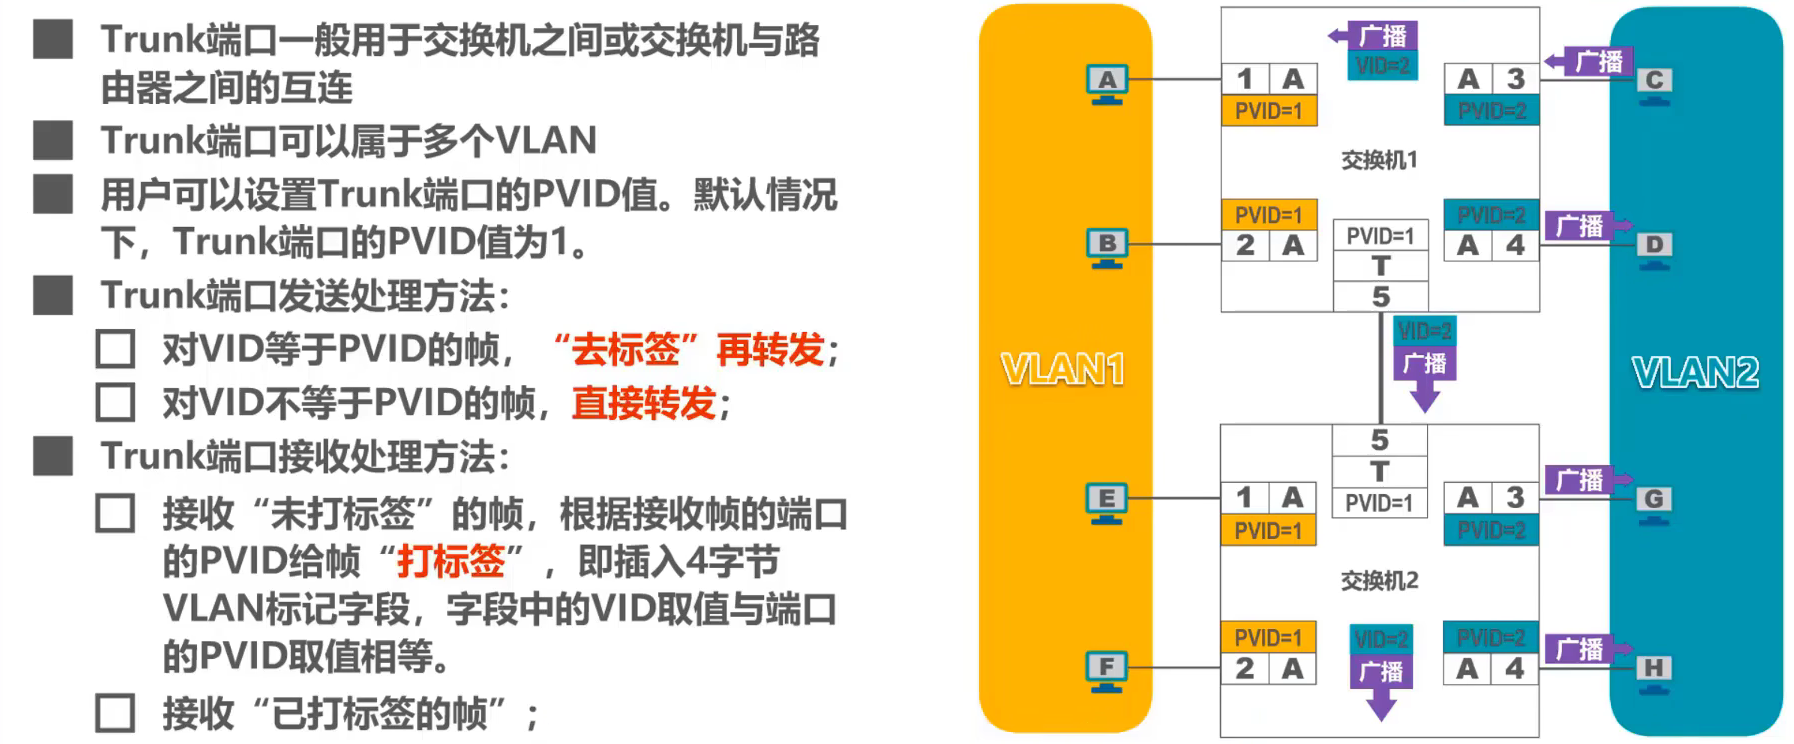 Trunk端口一般用于交换机之间或交换机与路
由器之间的互连
Trunk端口可以属于多个VLAN
用户可以设置Trunk端口的PVID值。默认情况
下，Trunk端口的PVID值为1。
Trunk端口发送处理方法：
对VID等于PVID的帧，“去标签”再转发；
对VID不等于PVID的帧，直接转发；
Trunk端口接收处理方法：
接收“未打标签”的帧，根据接收帧的端口
的PVID给帧“打标签”，即插入4字节
VLAN标记字段，字段中的VID取值与端口
的PVID取值相等。
接收“已打标签的帧”；
VLAN1
A
B
E
F
广播
VID=2
1 A
PVID=1
A 3
PVID=2
广播
C
交换机1
PVID=1
2 A
PVID=1
T
5
PVID=2
A 4
广播
D
VID=2
广播
5
T
PVID=1
1 A
PVID=1
A 3
PVID=2
广播
G
交换机2
PVID=1
2 A
VID=2
广播
PVID=2
A 4
广播
H
VLAN2